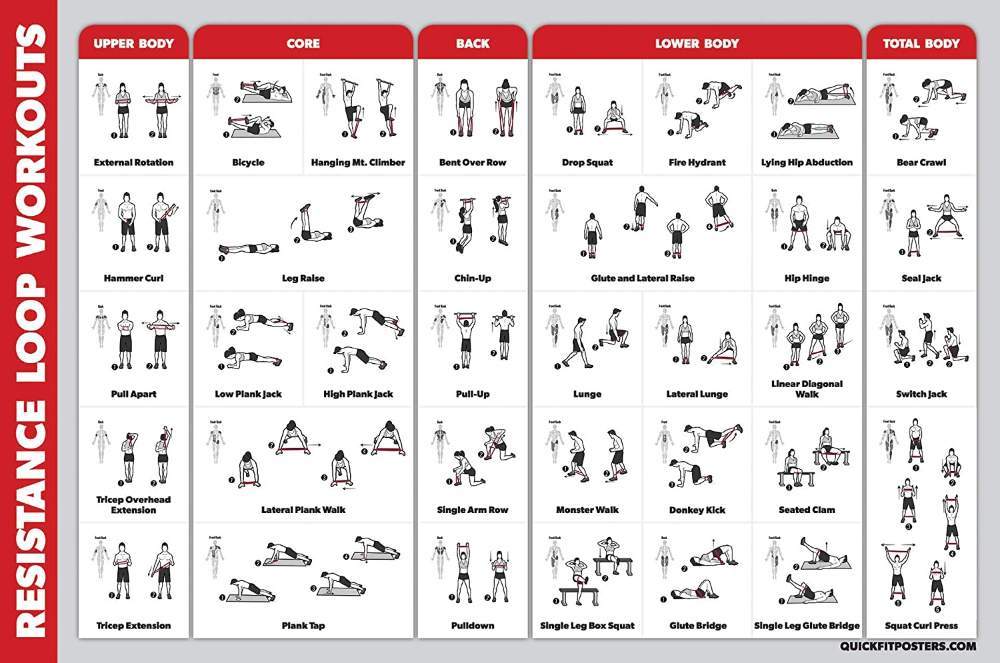 RESISTANCE LOOP WORKOUTS
UPPER BODY
External Rotation
Hammer Curl
Pull Apart
Tricep Overhead
Extension
Tricep Extension
CORE
Bicycle
Hanging Mt. Climber
Leg Raise
Low Plank Jack
High Plank Jack
Lateral Plank Walk
Plank Tap
BACK
Bent Over Row
Chin-Up
Pull-Up
Single Arm Row
Pulldown
LOWER BODY
Drop Squat
Fire Hydrant
Lying Hip Abduction
Glute and Lateral Raise
Hip Hinge
Lunge
Lateral Lunge
Linear Diagonal
Walk
Monster Walk
Donkey Kick
Seated Clam
Single Leg Box Squat
Glute Bridge
Single Leg Glute Bridge
TOTAL BODY
Bear Crawl
Seal Jack
Switch Jack
Squat Curl Press
QUICKFITPOSTERS.COM